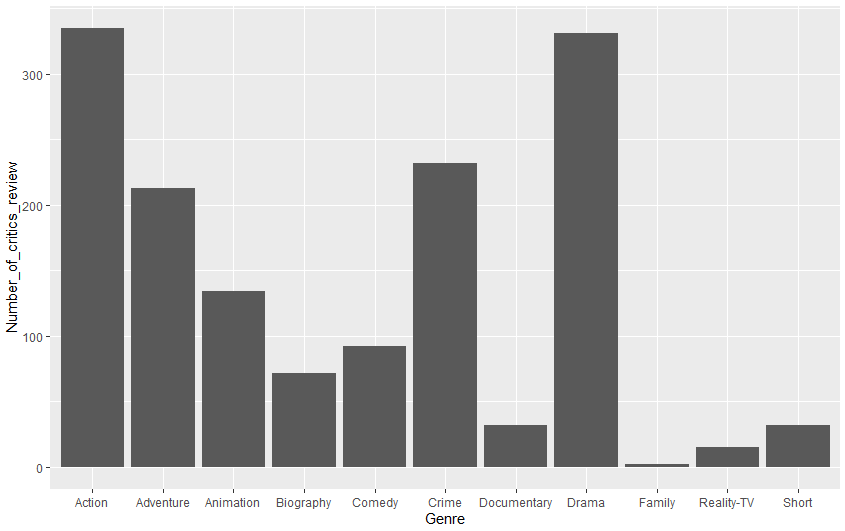 Number_of_critics_review
300
200
100
0
Action Adventure Animation Biography Comedy Crime Documentary Drama Family Reality-TV Short
Genre